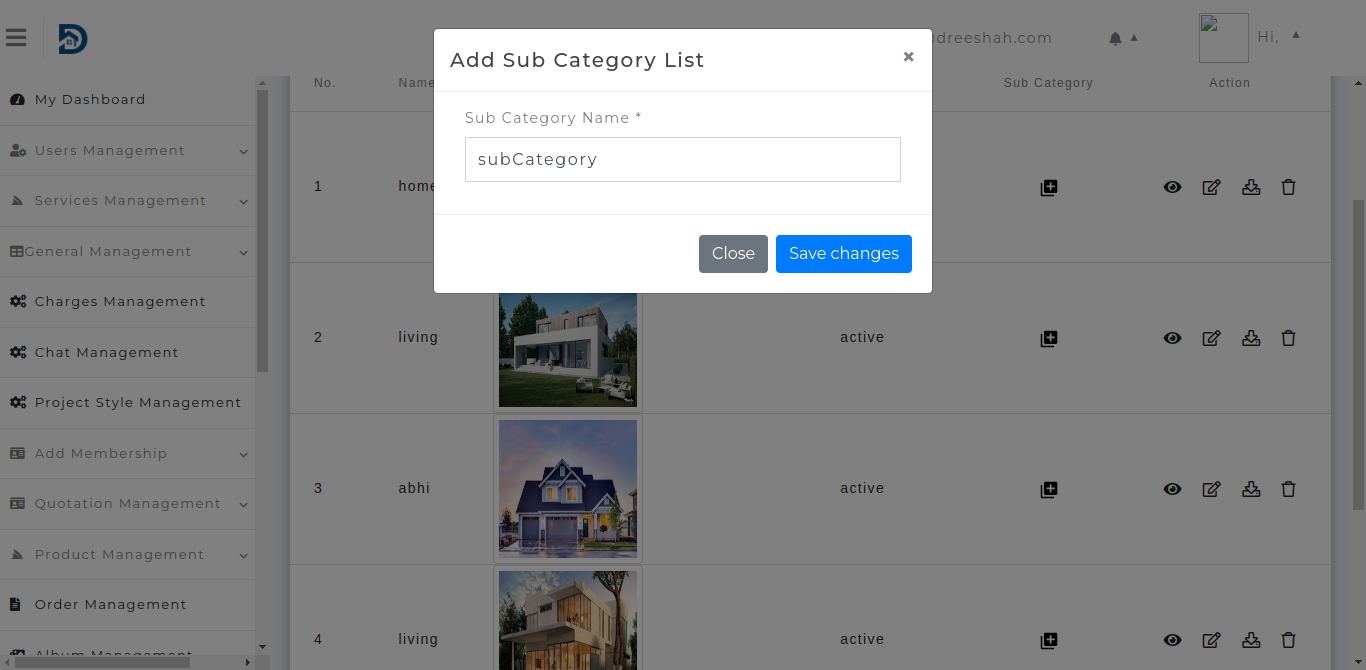 Add Sub Category List
×
dreeshah.com
Hi,
No.
Name
Sub Category
Action
Sub Category Name *
subCategory
Close
Save changes
My Dashboard
Users Management
Services Management
General Management
Charges Management
Chat Management
Project Style Management
Add Membership
Quotation Management
Product Management
Order Management
Album Management
1
home
2
living
active
3
abhi
active
4
living
active